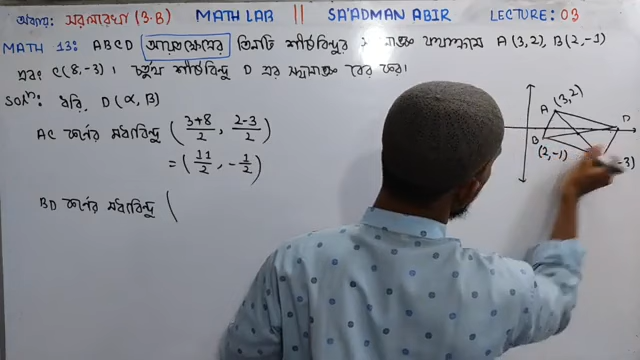 অধ্যায়: সরলরেখা (3.B) MATH LAB || SA'ADMAN ABIR LECTURE: 03
MATH 13: ABCD আয়তক্ষেত্রের তিনটি শীর্ষবিন্দুর যথাক্রমে A (3,2), B(2,-1)
এবং C(8,-3)। চতুর্থ শীর্ষবিন্দু D এর স্থানাঙ্ক বের কর।
SOLⁿ: ধরি, D(α, β)
AC কর্ণের মধ্যবিন্দু (3+8/2, 2-3/2)
= (11/2, -1/2)
BD কর্ণের মধ্যবিন্দু (
A (3,2)
D
B
(2,-1)
-3)